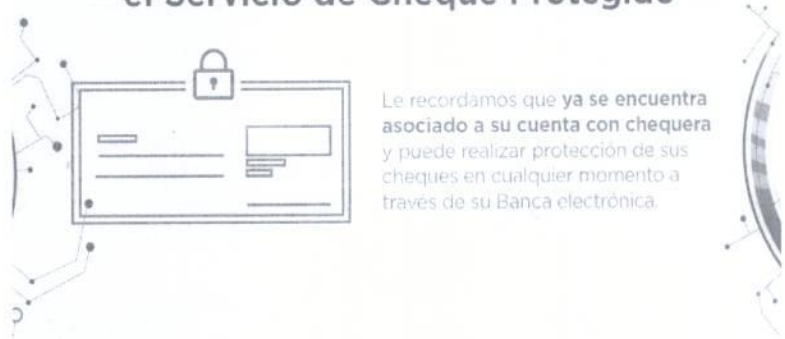 el Servicio de Cheque Protegido
Le recordamos que ya se encuentra
asociado a su cuenta con chequera
y puede realizar protección de sus
cheques en cualquier momento a
través de su Banca electrónica.